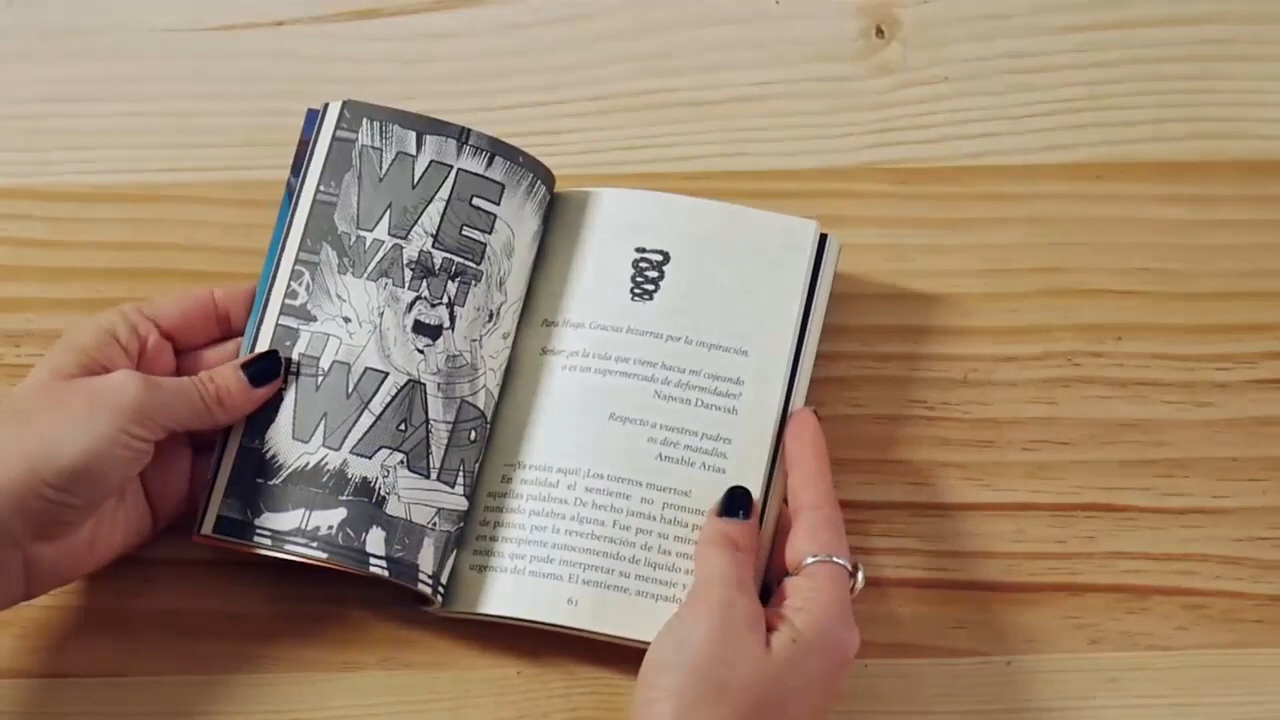 WE
WANT
WAR
Para Hugo. Gracias bizarras por la inspiración.
Señor: ¿es la vida que viene hacia mí cojeando
o es un supermercado de deformidades?
Najwan Darwish
Respecto a vuestros padres
os diré: matadlos.
Amable Arias
—¡Ya están aquí! ¡Los toreros muertos!
En realidad el sentiente no pronunc
aquellas palabras. De hecho jamás había p
nunciado palabra alguna. Fue por su mir
de pánico, por la reverberación de las on
en su recipiente autocontenido de líquido a
niótico, que pude interpretar su mensaje y
urgencia del mismo. El sentiente, atrapado
61